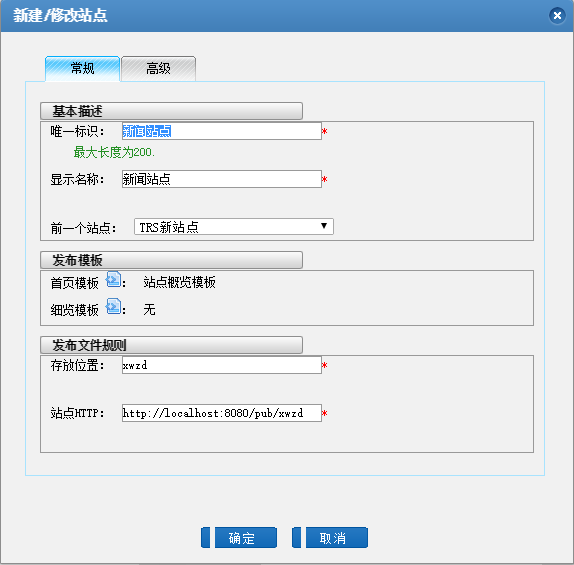 新建/修改站点
常规 高级
基本描述
唯一标识： 新闻站点*
最大长度为200.
显示名称： 新闻站点*
前一个站点： TRS新站点
发布模板
首页模板 ： 站点概览模板
细览模板 ： 无
发布文件规则
存放位置： xwzd*
站点HTTP： http://localhost:8080/pub/xwzd*
确定 取消